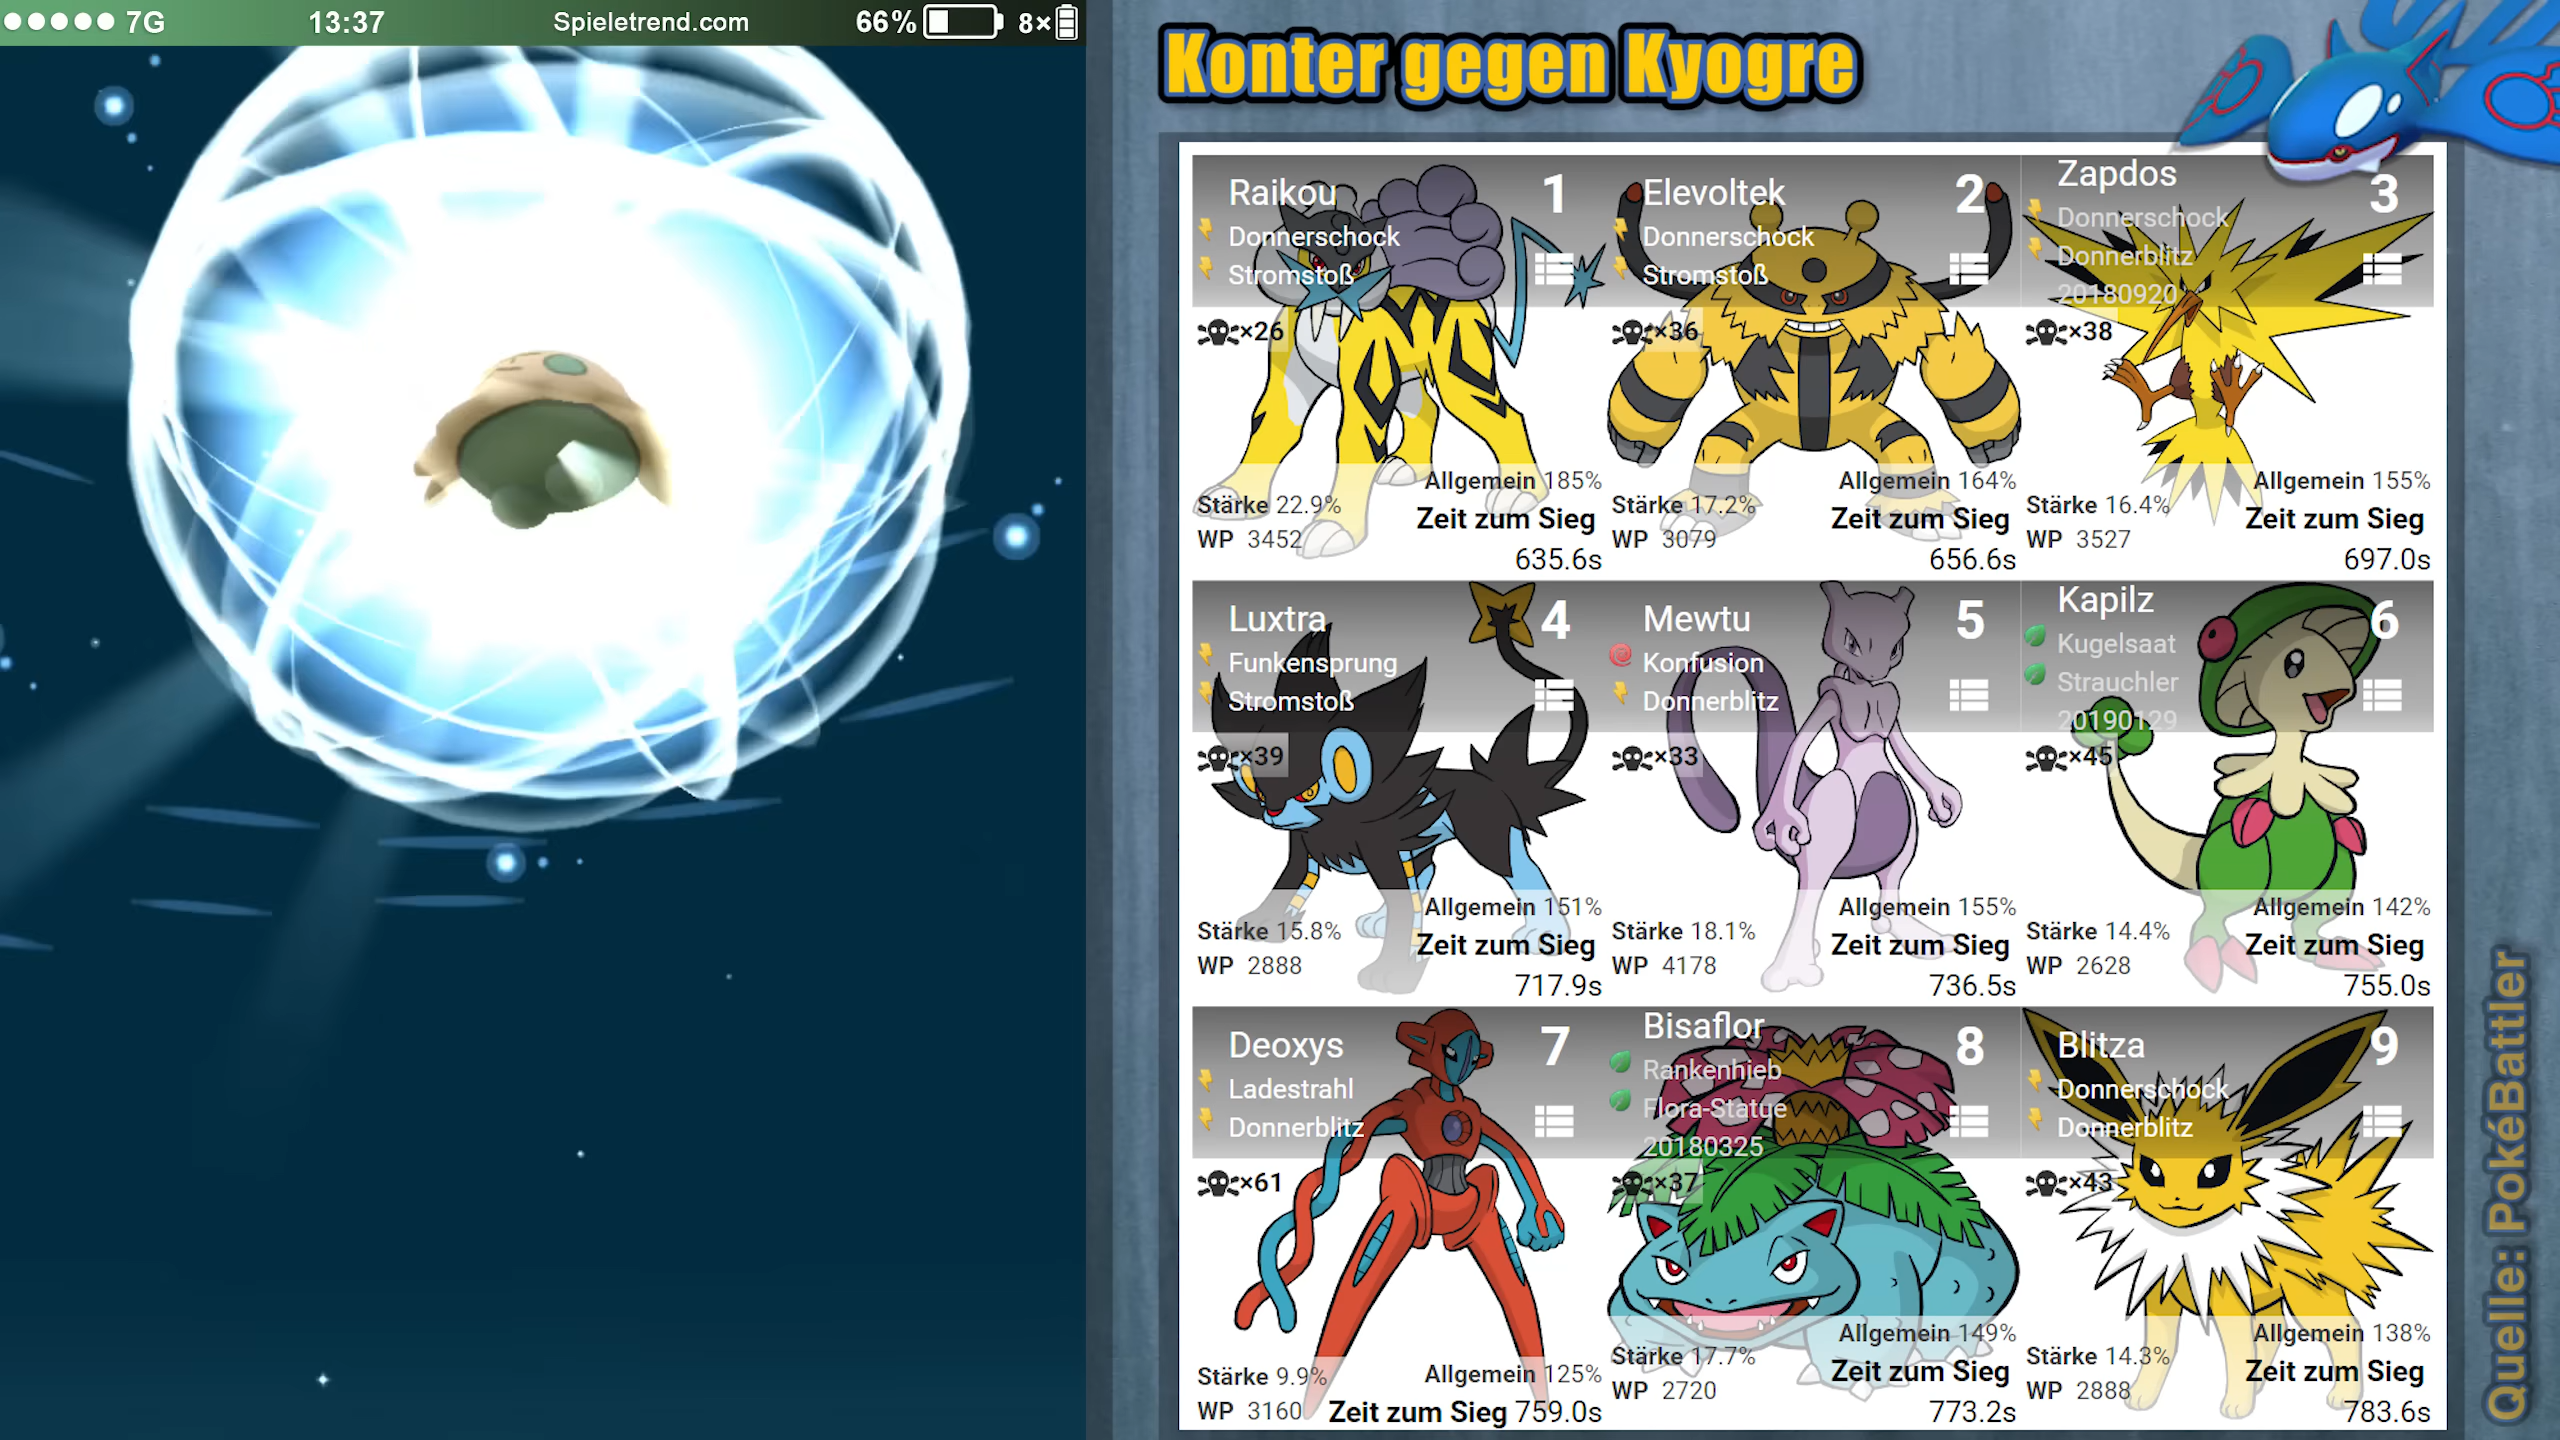 7G 13:37 Spieletrend.com 66% 8×
Konter gegen Kyogre
Raikou 1
Donnerschock
Stromstoß
×26
Allgemein 185%
Stärke 22.9%
Zeit zum Sieg
WP 3452
635.6s
Elevoltek 2
Donnerschock
Stromstoß
×36
Allgemein 164%
Stärke 17.2%
Zeit zum Sieg
WP 3079
656.6s
Zapdos 3
Donnerschock
Donnerblitz
20180920
×38
Allgemein 155%
Stärke 16.4%
Zeit zum Sieg
WP 3527
697.0s
Luxtra 4
Funkensprung
Stromstoß
×39
Allgemein 151%
Stärke 15.8%
Zeit zum Sieg
WP 2888
717.9s
Mewtu 5
Konfusion
Donnerblitz
×33
Allgemein 155%
Stärke 18.1%
Zeit zum Sieg
WP 4178
736.5s
Kapilz 6
Kugelsaat
Strauchler
20190129
×45
Allgemein 142%
Stärke 14.4%
Zeit zum Sieg
WP 2628
755.0s
Deoxys 7
Ladestrahl
Donnerblitz
×61
Stärke 9.9% Allgemein 125%
WP 3160 Zeit zum Sieg 759.0s
Bisaflor 8
Rankenhieb
Flora-Statue
20180325
×37
Allgemein 149%
Stärke 17.7%
Zeit zum Sieg
WP 2720
773.2s
Blitza 9
Donnerschock
Donnerblitz
×43
Allgemein 138%
Stärke 14.3%
Zeit zum Sieg
WP 2888
783.6s
Quelle: PokéBattler